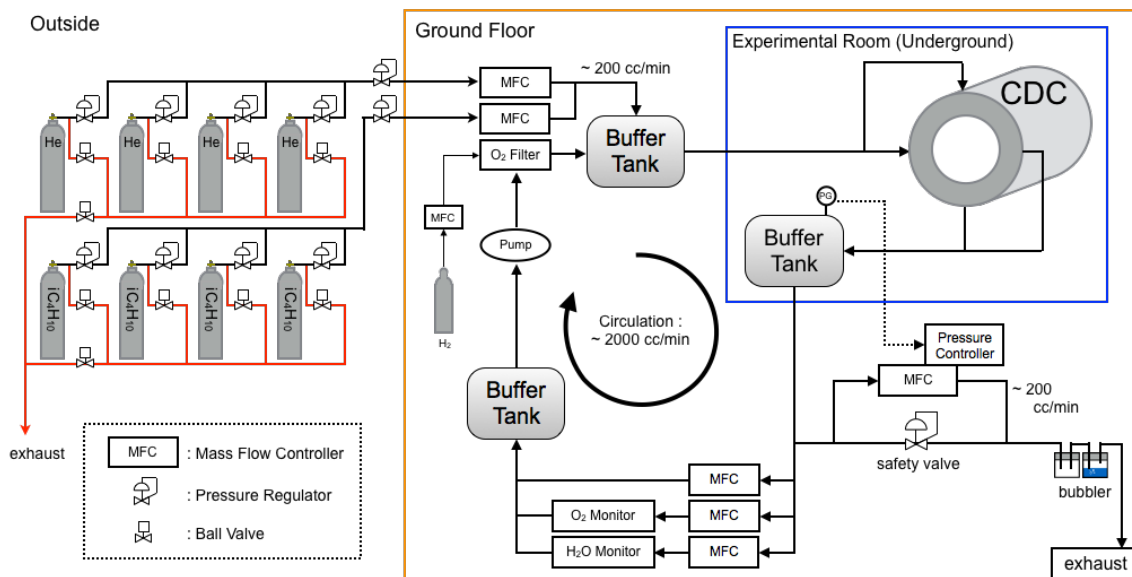 Outside
Ground Floor
Experimental Room (Underground)
MFC
~ 200 cc/min
MFC
CDC
He
He
He
He
Buffer
Tank
O₂ Filter
MFC
PG
Buffer
Tank
Pump
iC₄H₁₀
iC₄H₁₀
iC₄H₁₀
iC₄H₁₀
H₂
Circulation :
~ 2000 cc/min
Pressure
Controller
MFC
~ 200
cc/min
Buffer
Tank
exhaust
safety valve
bubbler
MFC
: Mass Flow Controller
: Pressure Regulator
: Ball Valve
MFC
O₂ Monitor
MFC
H₂O Monitor
MFC
exhaust